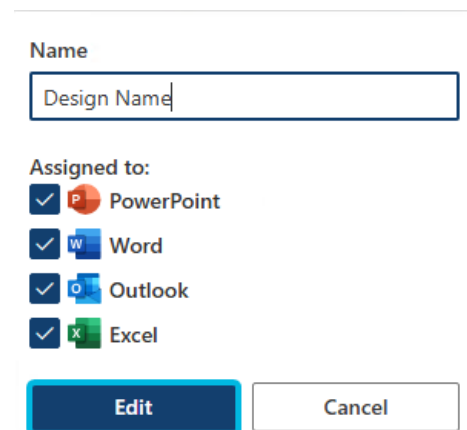 Name
Design Name
Assigned to:
PowerPoint
Word
Outlook
Excel
Edit Cancel